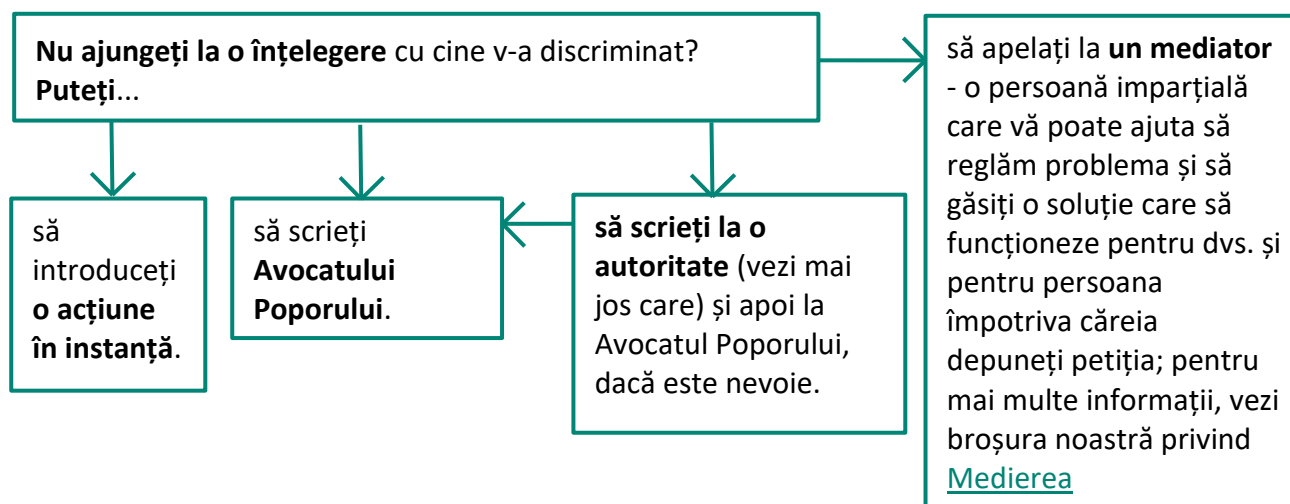 Nu ajungeți la o înțelegere cu cine v-a discriminat?
Puteți...
să
introduceți
o acțiune
în instanță.
să scrieți
Avocatului
Poporului.
să scrieți la o
autoritate (vezi mai
jos care) și apoi la
Avocatul Poporului,
dacă este nevoie.
să apelați la un mediator
- o persoană imparțială
care vă poate ajuta să
reglăm problema și să
găsiți o soluție care să
funcționeze pentru dvs. și
pentru persoana
împotriva căreia
depuneți petiția; pentru
mai multe informații, vezi
broșura noastră privind
Medierea